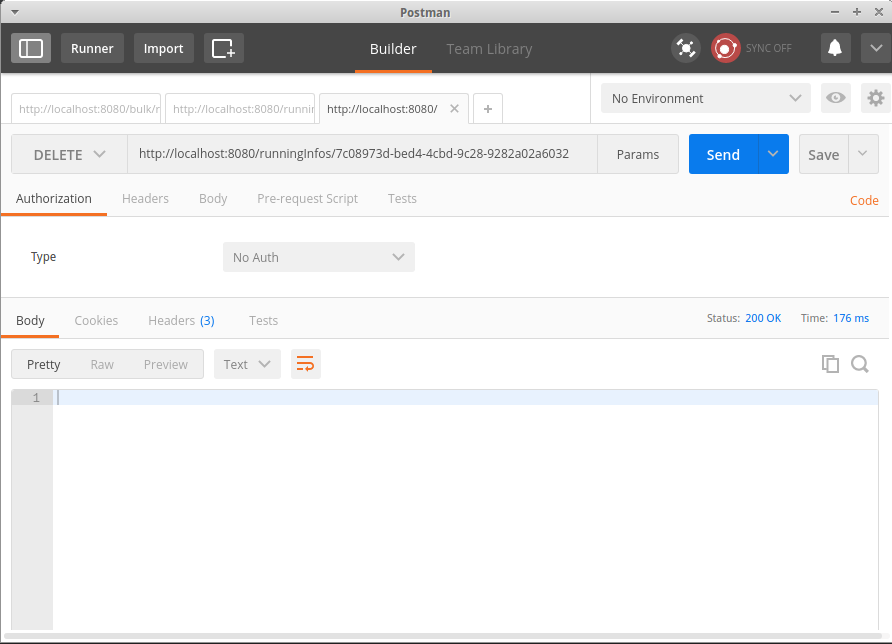 Postman
Runner Import Builder Team Library SYNC OFF
http://localhost:8080/bulk/r http://localhost:8080/runnin http://localhost:8080/ No Environment
DELETE http://localhost:8080/runningInfos/7c08973d-bed4-4cbd-9c28-9282a02a6032 Params Send Save
Authorization Headers Body Pre-request Script Tests Code
Type No Auth
Body Cookies Headers (3) Tests Status: 200 OK Time: 176 ms
Pretty Raw Preview Text
1